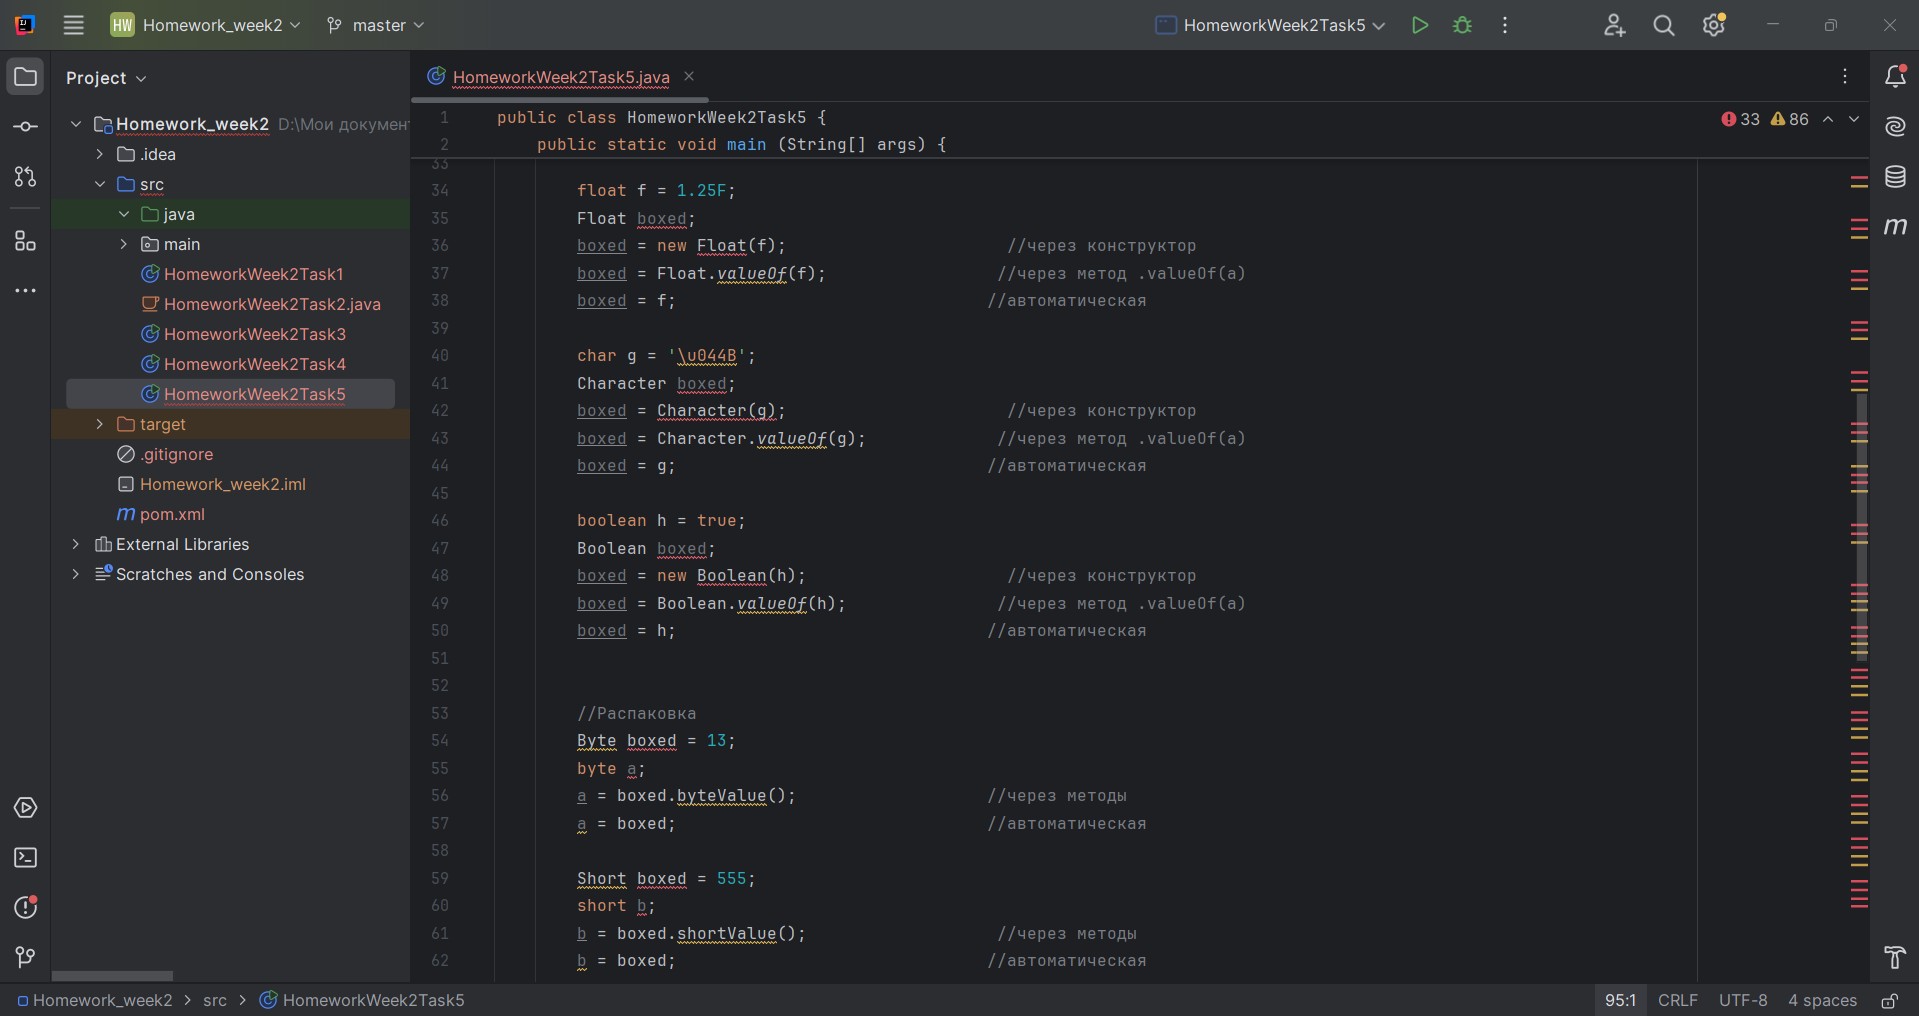 HW Homework_week2 master HomeworkWeek2Task5
Project
HomeworkWeek2Task5.java
Homework_week2 D:\Мои докумен
.idea
src
java
main
HomeworkWeek2Task1
HomeworkWeek2Task2.java
HomeworkWeek2Task3
HomeworkWeek2Task4
HomeworkWeek2Task5
target
.gitignore
Homework_week2.iml
pom.xml
External Libraries
Scratches and Consoles
33 86
1 public class HomeworkWeek2Task5 {
2 public static void main (String[] args) {
33
34 float f = 1.25F;
35 Float boxed;
36 boxed = new Float(f); //через конструктор
37 boxed = Float.valueOf(f); //через метод .valueOf(a)
38 boxed = f; //автоматическая
39
40 char g = '\u044B';
41 Character boxed;
42 boxed = Character(g); //через конструктор
43 boxed = Character.valueOf(g); //через метод .valueOf(a)
44 boxed = g; //автоматическая
45
46 boolean h = true;
47 Boolean boxed;
48 boxed = new Boolean(h); //через конструктор
49 boxed = Boolean.valueOf(h); //через метод .valueOf(a)
50 boxed = h; //автоматическая
51
52
53 //Распаковка
54 Byte boxed = 13;
55 byte a;
56 a = boxed.byteValue(); //через методы
57 a = boxed; //автоматическая
58
59 Short boxed = 555;
60 short b;
61 b = boxed.shortValue(); //через методы
62 b = boxed; //автоматическая
Homework_week2 > src > HomeworkWeek2Task5
95:1 CRLF UTF-8 4 spaces